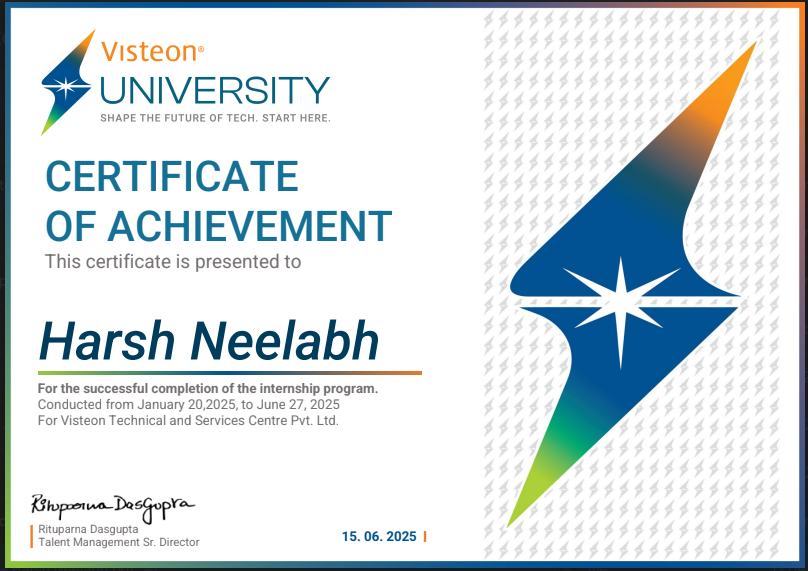 Visteon®
UNIVERSITY
SHAPE THE FUTURE OF TECH. START HERE.
CERTIFICATE
OF ACHIEVEMENT
This certificate is presented to
Harsh Neelabh
For the successful completion of the internship program.
Conducted from January 20,2025, to June 27, 2025
For Visteon Technical and Services Centre Pvt. Ltd.
Rituparna DasGupta
Rituparna Dasgupta
Talent Management Sr. Director
15. 06. 2025